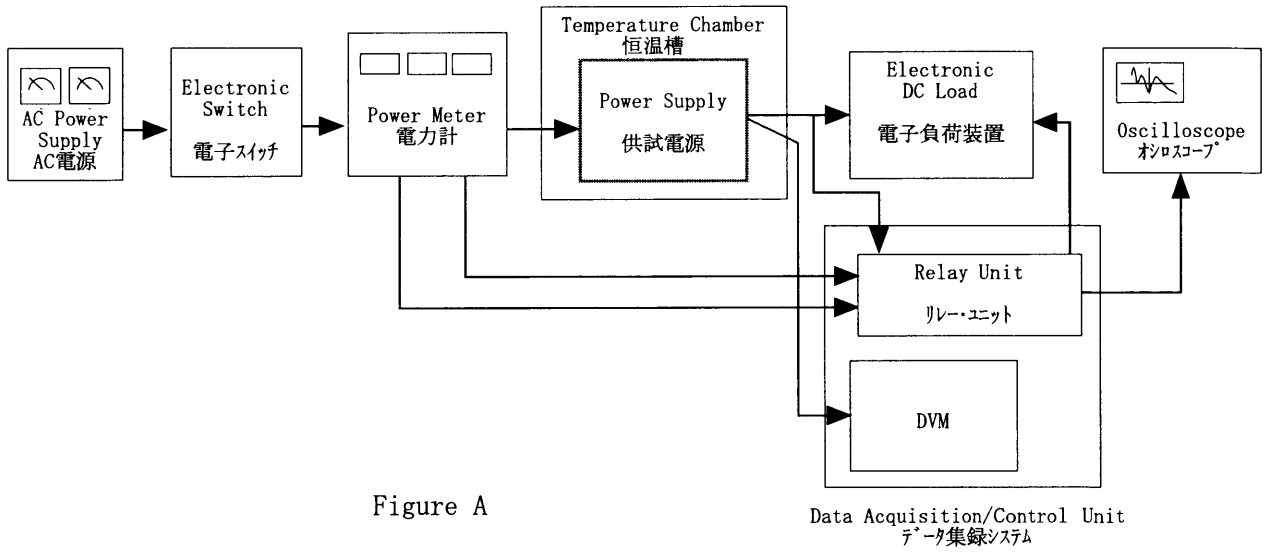 AC Power
Supply
AC電源
Electronic
Switch
電子スイッチ
Power Meter
電力計
Temperature Chamber
恒温槽
Power Supply
供試電源
Electronic
DC Load
電子負荷装置
Oscilloscope
オシロスコープ
Relay Unit
リレー・ユニット
DVM
Data Acquisition/Control Unit
データ集録システム
Figure A